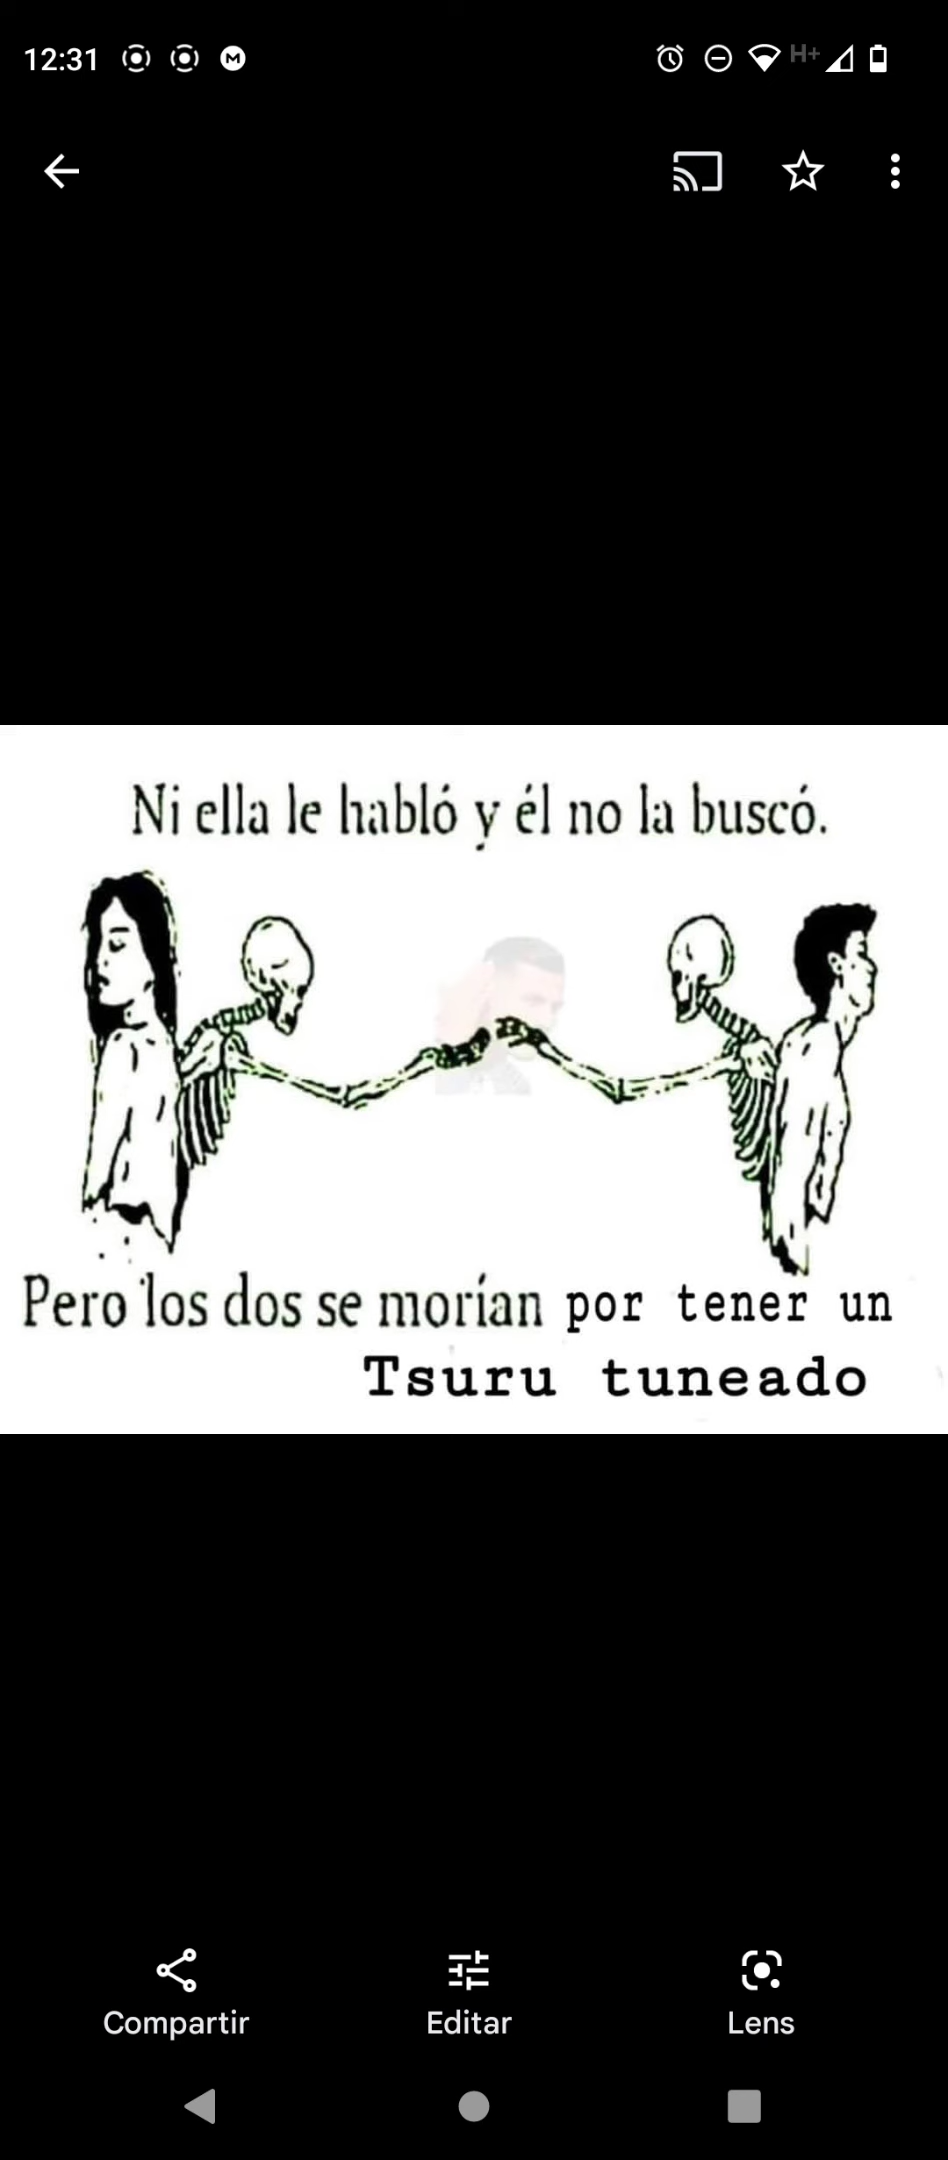 12:31
H+
Ni ella le habló y él no la buscó.
Pero los dos se morían por tener un
Tsuru tuneado
Compartir Editar Lens